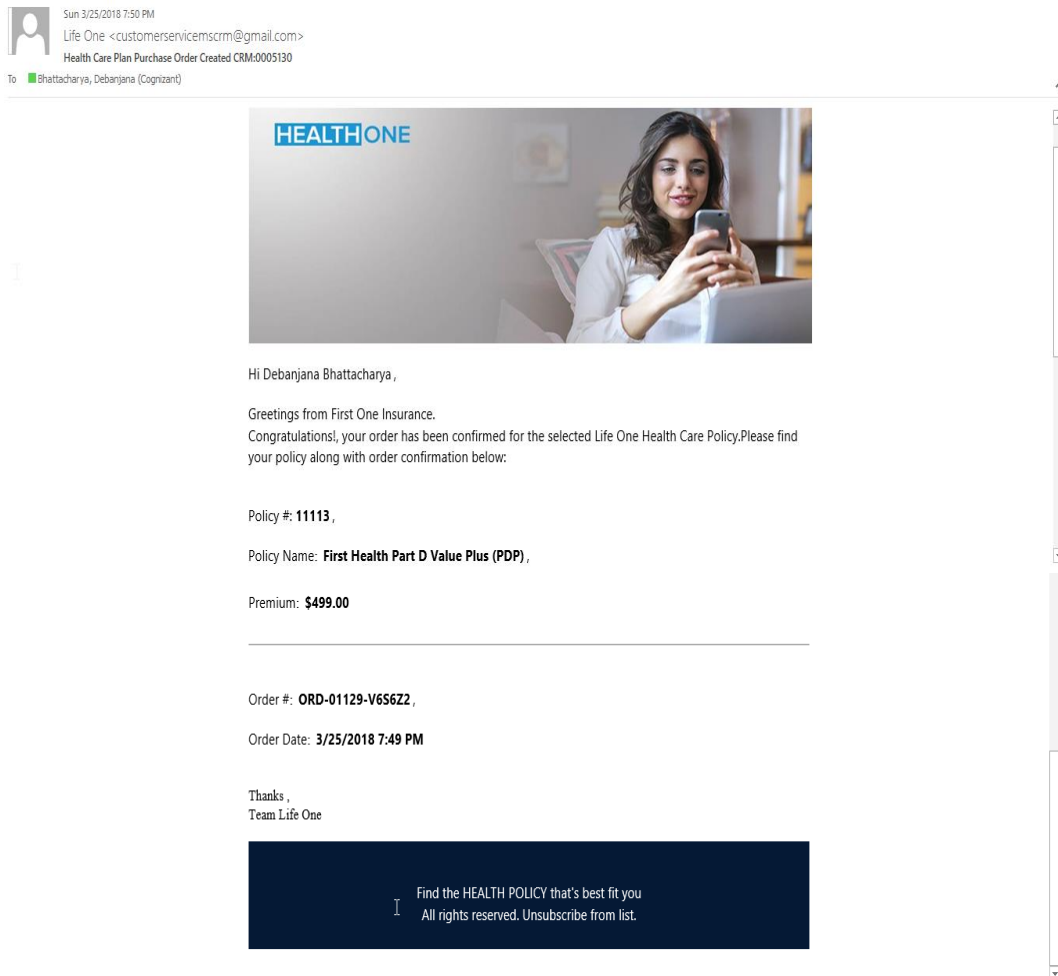 Sun 3/25/2018 7:50 PM
Life One <customerservicemscrm@gmail.com>
Health Care Plan Purchase Order Created CRM:0005130
To Bhattacharya, Debanjana (Cognizant)
HEALTH ONE
Hi Debanjana Bhattacharya ,
Greetings from First One Insurance.
Congratulations!, your order has been confirmed for the selected Life One Health Care Policy.Please find
your policy along with order confirmation below:
Policy #: 11113 ,
Policy Name: First Health Part D Value Plus (PDP) ,
Premium: $499.00
Order #: ORD-01129-V6S6Z2 ,
Order Date: 3/25/2018 7:49 PM
Thanks ,
Team Life One
Find the HEALTH POLICY that's best fit you
All rights reserved. Unsubscribe from list.